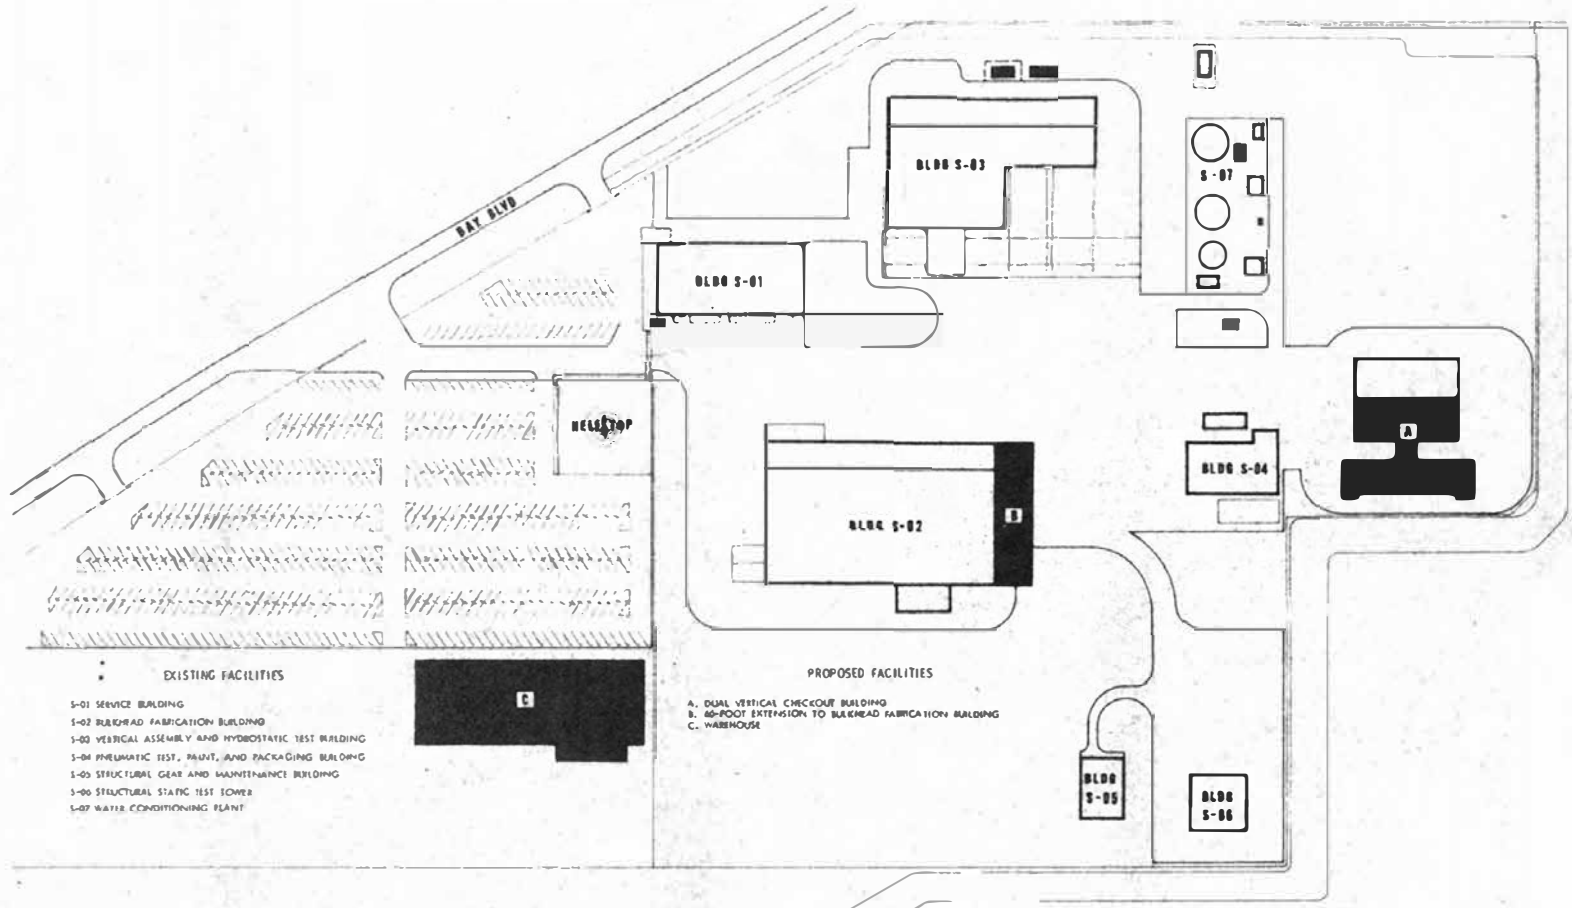 BAY BLVD
BLDG S-03
S-07
BLDG S-01
HELISTOP
A
BLDG S-04
BLDG S-02
B
EXISTING FACILITIES
S-01 SERVICE BUILDING
S-02 BULKHEAD FABRICATION BUILDING
S-03 VERTICAL ASSEMBLY AND HYDROSTATIC TEST BUILDING
S-04 PNEUMATIC TEST, PAINT, AND PACKAGING BUILDING
S-05 STRUCTURAL GEAR AND MAINTENANCE BUILDING
S-06 STRUCTURAL STATIC TEST TOWER
S-07 WATER CONDITIONING PLANT
C
PROPOSED FACILITIES
A. DUAL VERTICAL CHECKOUT BUILDING
B. 60-FOOT EXTENSION TO BULKHEAD FABRICATION BUILDING
C. WAREHOUSE
BLDG
S-05
BLDG
S-06